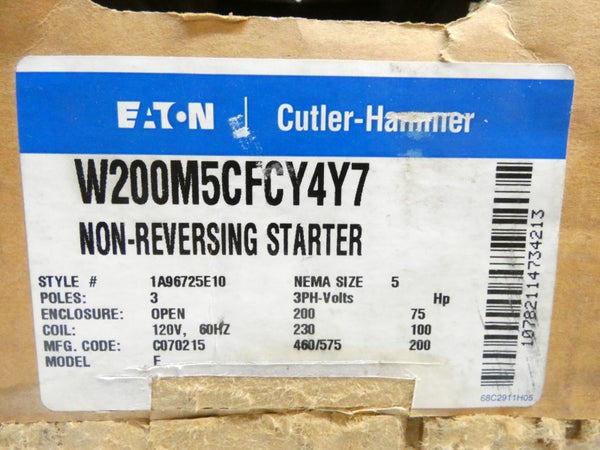 EATON Cutler-Hammer
W200M5CFCY4Y7
NON-REVERSING STARTER
STYLE # 1A96725E10 NEMA SIZE 5
POLES: 3 3PH-Volts Hp
ENCLOSURE: OPEN 200 75
COIL: 120V, 60HZ 230 100
MFG. CODE: C070215 460/575 200
MODEL
10782114734213
68C2911H05